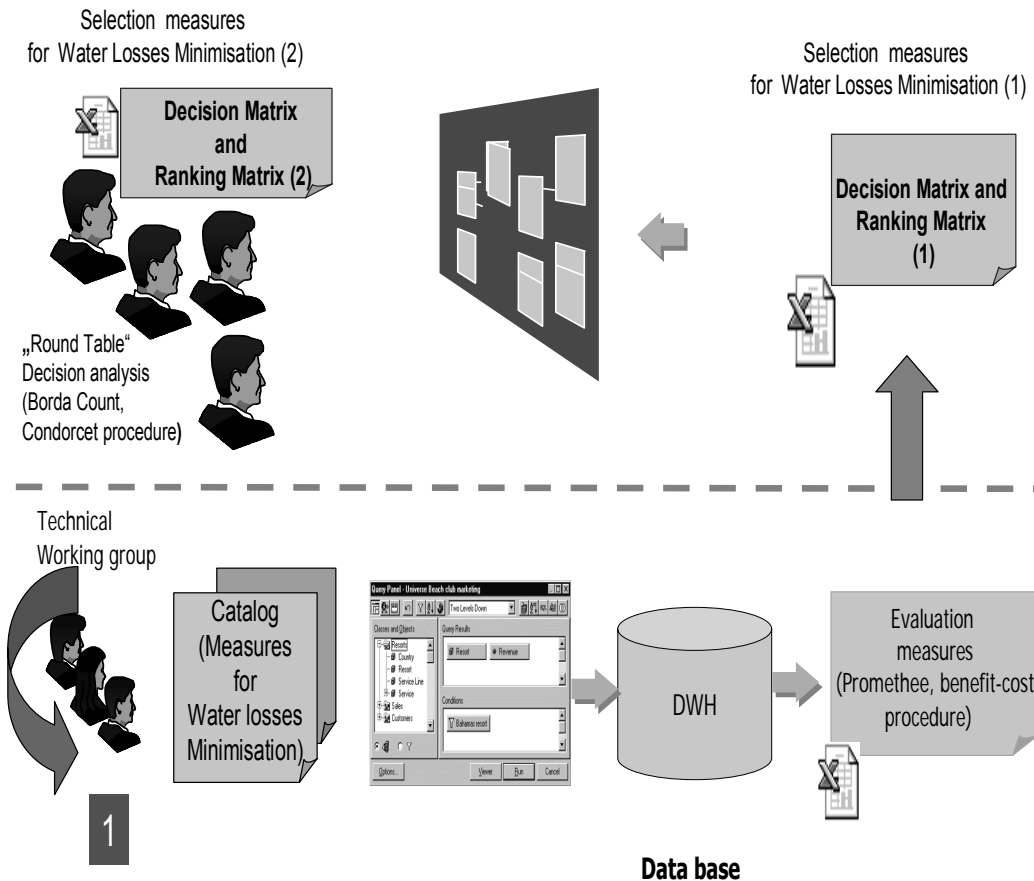 Selection measures
for Water Losses Minimisation (2)
Decision Matrix
and
Ranking Matrix (2)
„Round Table“
Decision analysis
(Borda Count,
Condorcet procedure)
Selection measures
for Water Losses Minimisation (1)
Decision Matrix and
Ranking Matrix
(1)
Technical
Working group
1
Catalog
(Measures
for
Water losses
Minimisation)
Query Panel - Universe Beach club marketing
Two Levels Down
Classes and Objects
Resorts
Country
Resort
Service Line
Service
Sales
Customers
Query Results
Resort
Revenue
Conditions
Bahamas resort
Options...
Viewer
Run
Cancel
DWH
Data base
Evaluation
measures
(Promethee, benefit-cost
procedure)